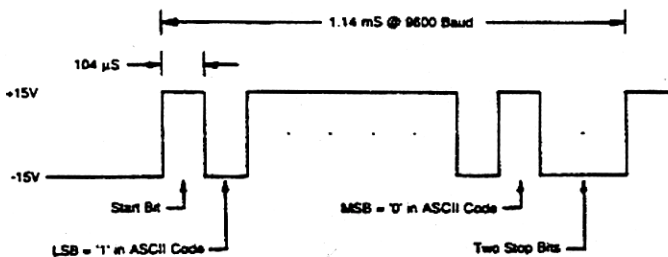 1.14 mS @ 9600 Baud
104 µS
+15V
-15V
Start Bit
MSB = '0' in ASCII Code
LSB = '1' in ASCII Code
Two Stop Bits